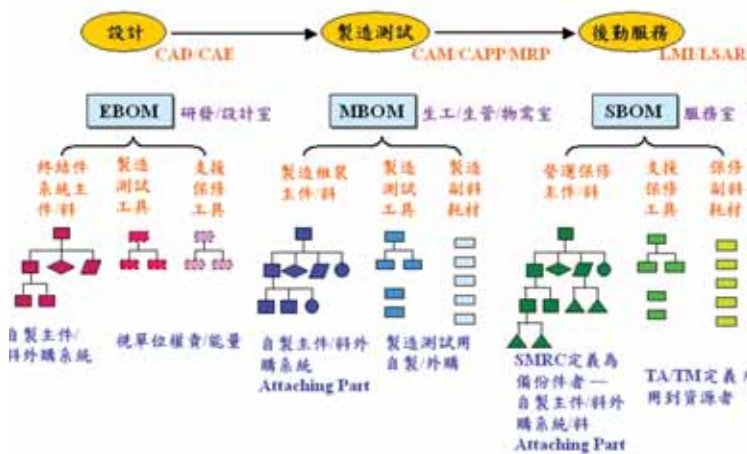 設計
製造測試
後勤服務
CAD/CAE
CAM/CAPP/MRP
LMI/LSAR
EBOM
研發/設計室
MBOM
生工/生管/物需室
SBOM
服務室
終結件
系統主
件/料
製造
測試
工具
支援
保修
工具
製造組裝
主件/料
製造
測試
工具
製造
副料
耗材
營運保修
主件/料
支援
保修
工具
保修
副料
耗材
自製主件/
料外購系統
視單位權責/能量
自製主件/料外
購系統
Attaching Part
製造測試用
自製/外購
SMRC定義為
備份件者 —
自製主件/料外
購系統/料
Attaching Part
TA/TM定義
用到資源者